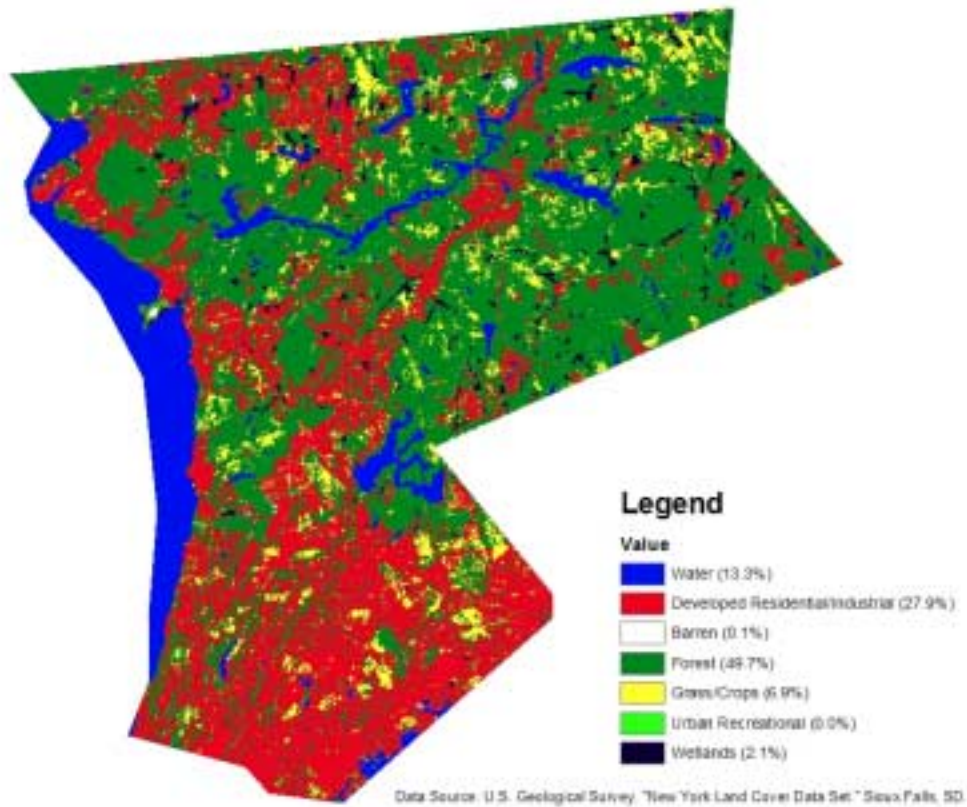 Legend
Value
Water (13.3%)
Developed Residential/Industrial (27.9%)
Barren (0.1%)
Forest (49.7%)
Grass/Crops (6.9%)
Urban Recreational (0.0%)
Wetlands (2.1%)
Data Source: U.S. Geological Survey. "New York Land Cover Data Set." Sioux Falls, SD